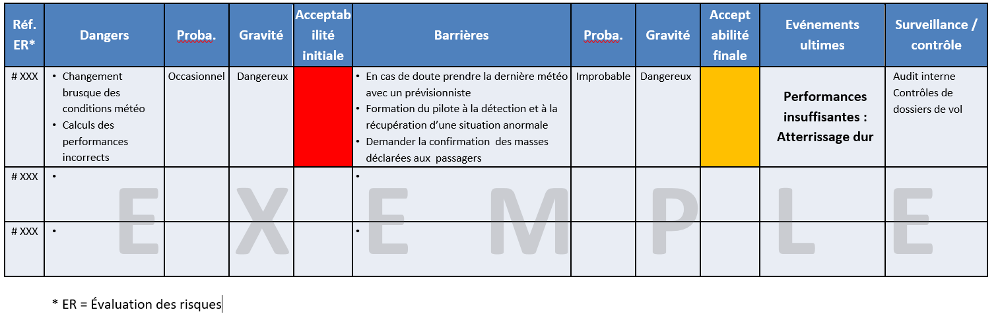 Réf. ER*
Dangers
Proba.
Gravité
Acceptab
ilité
initiale
Barrières
Proba.
Gravité
Accept
abilité
finale
Evénements
ultimes
Surveillance /
contrôle
# XXX
• Changement
brusque des
conditions météo
• Calculs des
performances
incorrects
Occasionnel
Dangereux
• En cas de doute prendre la dernière météo
avec un prévisionniste
• Formation du pilote à la détection et à la
récupération d’une situation anormale
• Demander la confirmation des masses
déclarées aux passagers
Improbable
Dangereux
Performances
insuffisantes :
Atterrissage dur
Audit interne
Contrôles de
dossiers de vol
# XXX
•
•
# XXX
•
•
E X E M P L E
* ER = Évaluation des risques